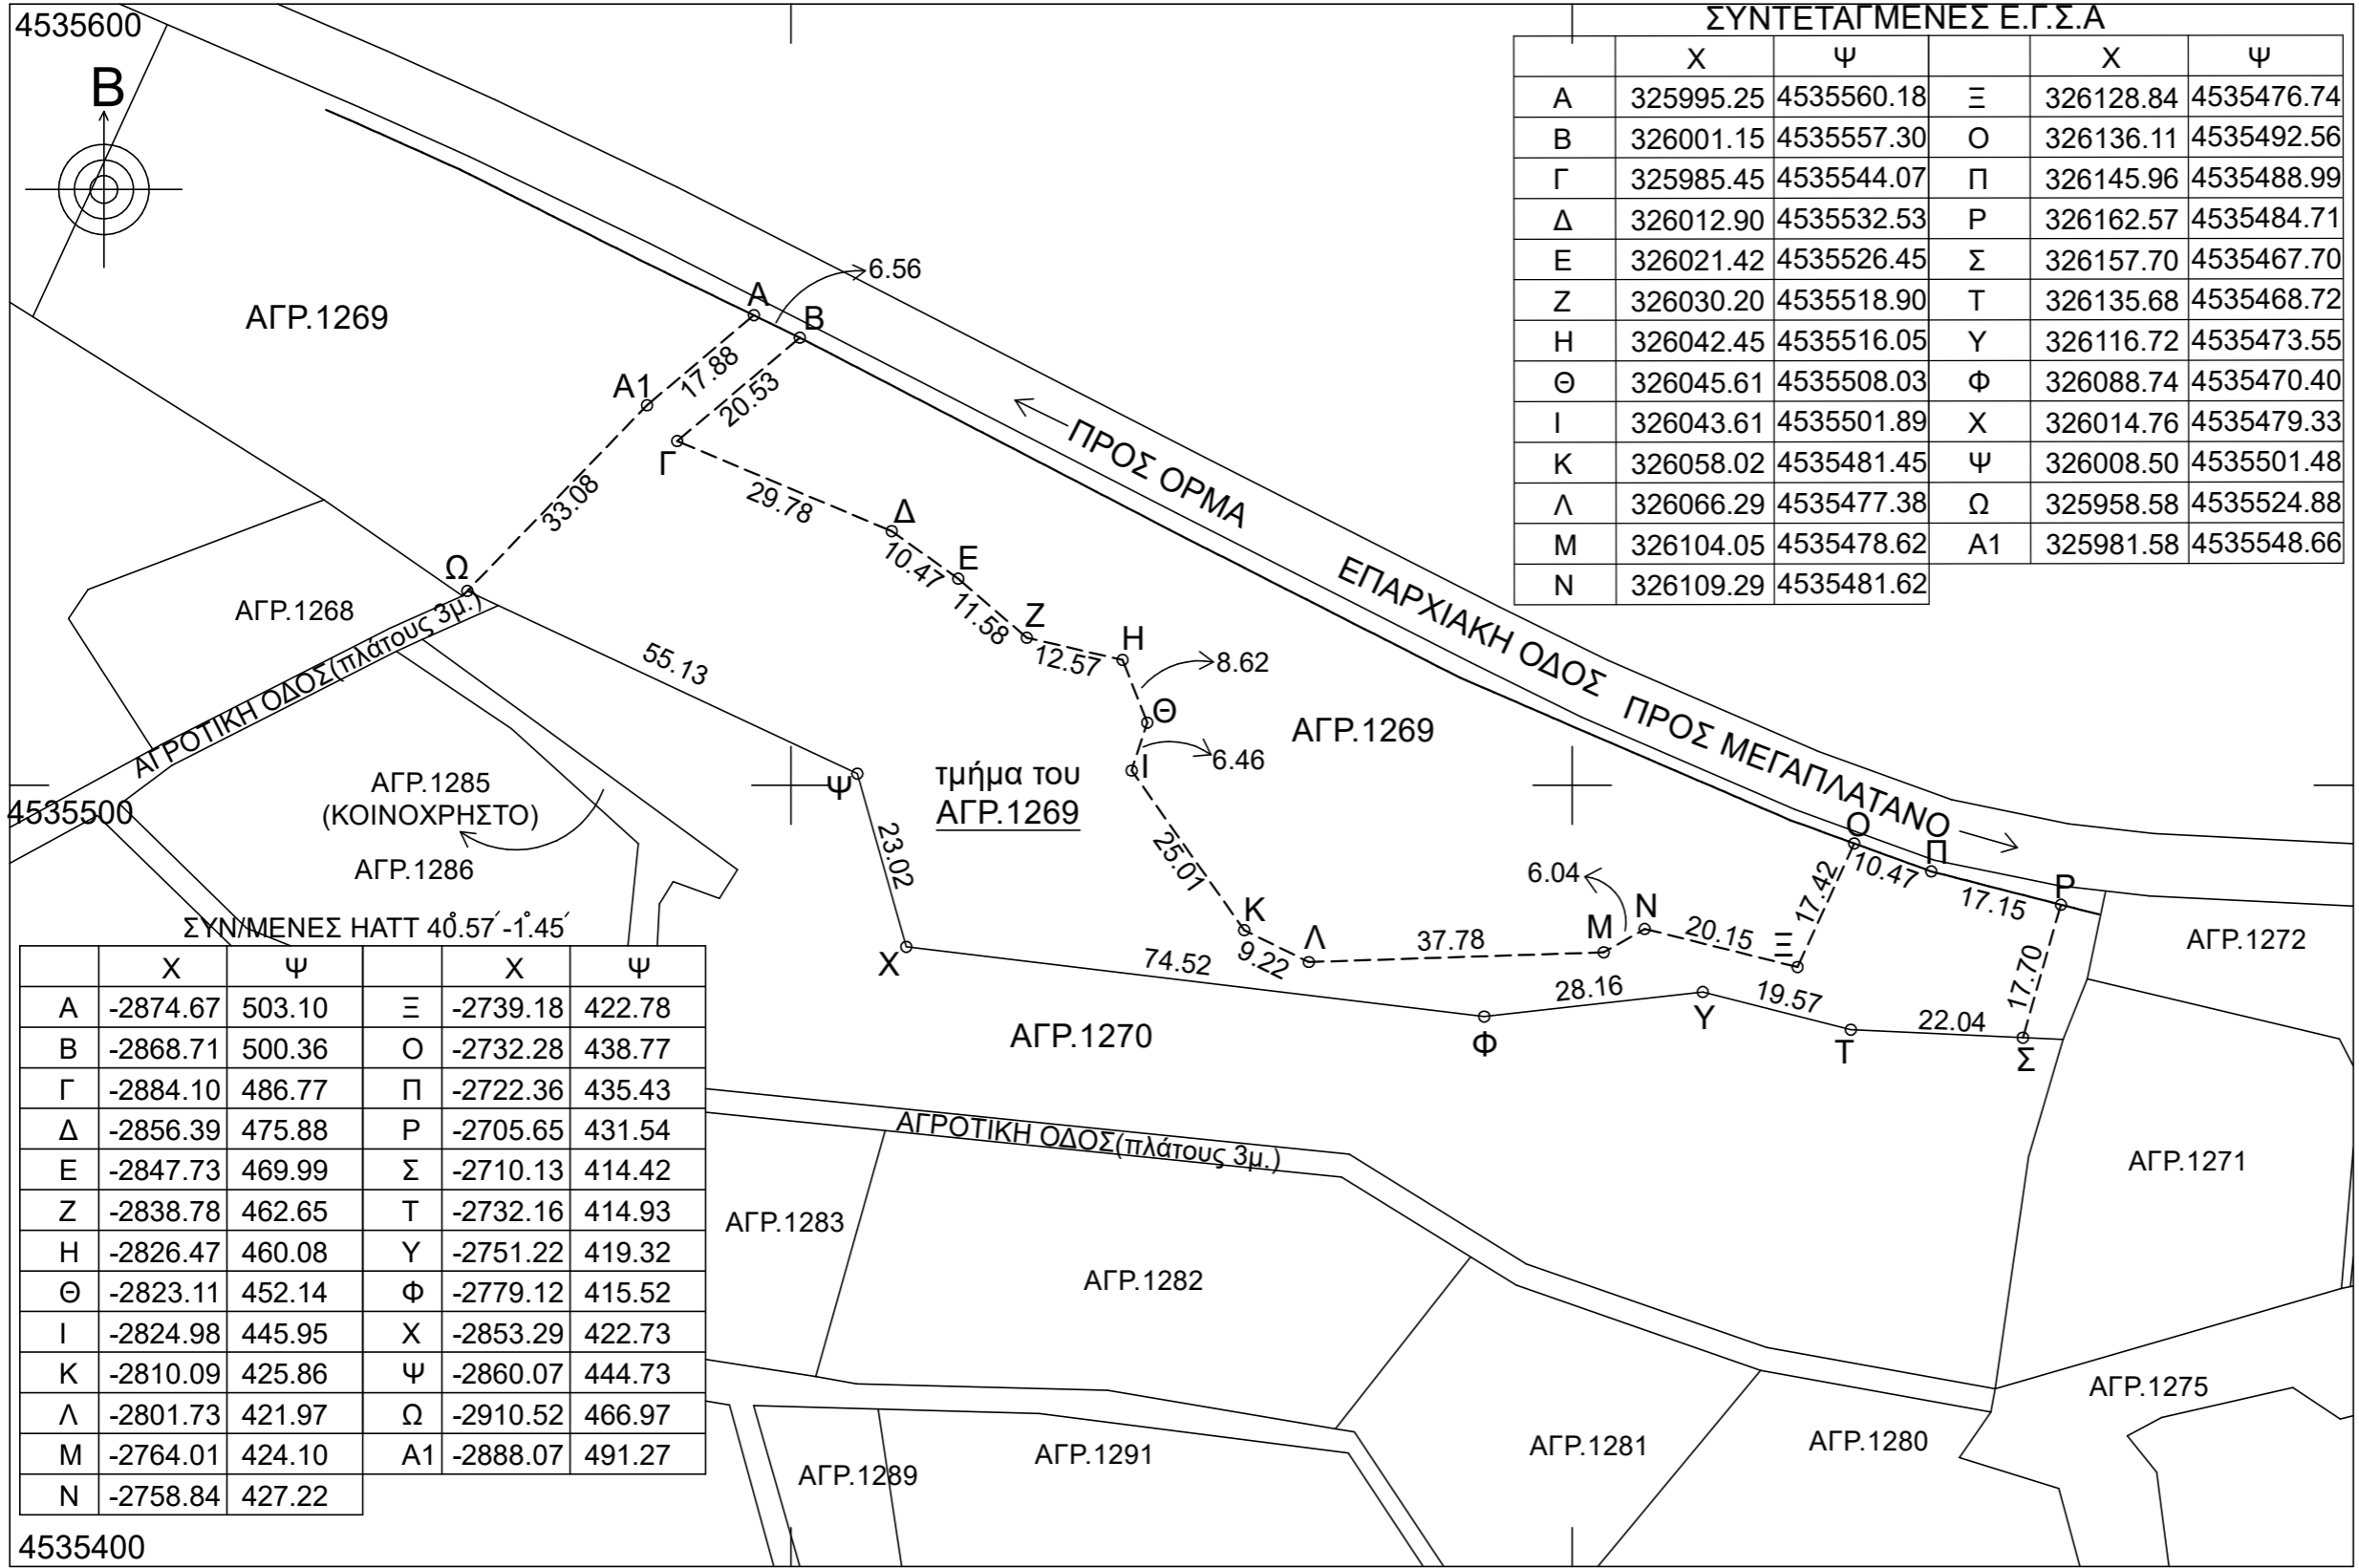 4535600
Β
ΣΥΝΤΕΤΑΓΜΕΝΕΣ Ε.Γ.Σ.Α
Χ Ψ Χ Ψ
Α 325995.25 4535560.18 Ξ 326128.84 4535476.74
Β 326001.15 4535557.30 Ο 326136.11 4535492.56
Γ 325985.45 4535544.07 Π 326145.96 4535488.99
Δ 326012.90 4535532.53 Ρ 326162.57 4535484.71
Ε 326021.42 4535526.45 Σ 326157.70 4535467.70
Ζ 326030.20 4535518.90 Τ 326135.68 4535468.72
Η 326042.45 4535516.05 Υ 326116.72 4535473.55
Θ 326045.61 4535508.03 Φ 326088.74 4535470.40
Ι 326043.61 4535501.89 Χ 326014.76 4535479.33
Κ 326058.02 4535481.45 Ψ 326008.50 4535501.48
Λ 326066.29 4535477.38 Ω 325958.58 4535524.88
Μ 326104.05 4535478.62 Α1 325981.58 4535548.66
Ν 326109.29 4535481.62
ΑΓΡ.1269
6.56
Α
Β
Α1
17.88
20.53
Γ
33.08
29.78
Δ
10.47
Ε
11.58
Ζ
12.57
Η
8.62
Θ
6.46
Ι
ΠΡΟΣ ΟΡΜΑ
ΕΠΑΡΧΙΑΚΗ ΟΔΟΣ
ΠΡΟΣ ΜΕΓΑΠΛΑΤΑΝΟ
Ω
ΑΓΡ.1268
ΑΓΡΟΤΙΚΗ ΟΔΟΣ(πλάτους 3μ.)
55.13
ΑΓΡ.1269
τμήμα του
ΑΓΡ.1269
Ψ
4535500
ΑΓΡ.1285
(ΚΟΙΝΟΧΡΗΣΤΟ)
ΑΓΡ.1286
23.02
25.01
Κ
9.22
Λ
37.78
6.04
Μ
Ν
20.15
Ξ
17.42
Ο
10.47
Π
17.15
Ρ
17.70
ΑΓΡ.1272
Χ
74.52
28.16
19.57
22.04
Φ
Υ
Τ
Σ
ΑΓΡ.1270
ΣΥΝ/ΜΕΝΕΣ HATT 40°.57΄-1°.45΄
Χ Ψ Χ Ψ
Α -2874.67 503.10 Ξ -2739.18 422.78
Β -2868.71 500.36 Ο -2732.28 438.77
Γ -2884.10 486.77 Π -2722.36 435.43
Δ -2856.39 475.88 Ρ -2705.65 431.54
Ε -2847.73 469.99 Σ -2710.13 414.42
Ζ -2838.78 462.65 Τ -2732.16 414.93
Η -2826.47 460.08 Υ -2751.22 419.32
Θ -2823.11 452.14 Φ -2779.12 415.52
Ι -2824.98 445.95 Χ -2853.29 422.73
Κ -2810.09 425.86 Ψ -2860.07 444.73
Λ -2801.73 421.97 Ω -2910.52 466.97
Μ -2764.01 424.10 Α1 -2888.07 491.27
Ν -2758.84 427.22
ΑΓΡΟΤΙΚΗ ΟΔΟΣ(πλάτους 3μ.)
ΑΓΡ.1271
ΑΓΡ.1283
ΑΓΡ.1282
ΑΓΡ.1275
ΑΓΡ.1281
ΑΓΡ.1280
ΑΓΡ.1291
ΑΓΡ.1289
4535400